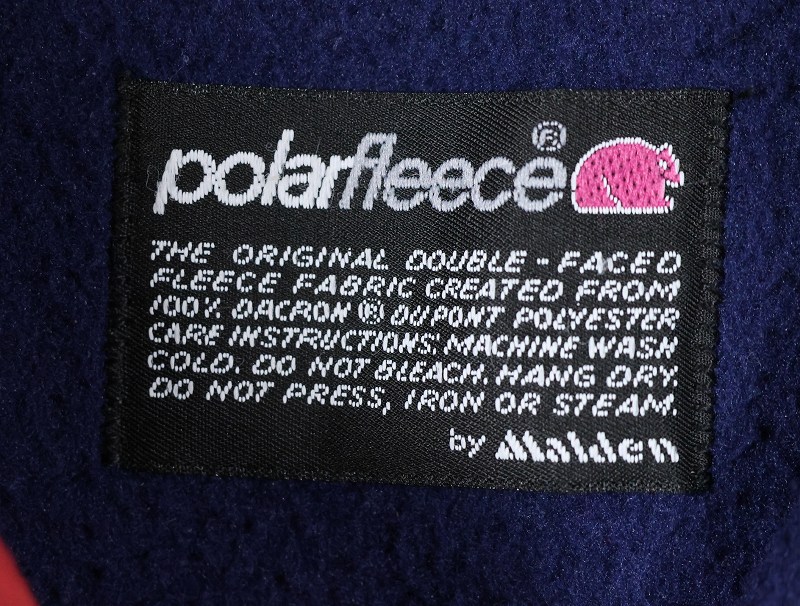 polarfleece®
THE ORIGINAL DOUBLE-FACED
FLEECE FABRIC CREATED FROM
100% DACRON ® DUPONT POLYESTER
CARE INSTRUCTIONS. MACHINE WASH
COLD. DO NOT BLEACH. HANG DRY.
DO NOT PRESS, IRON OR STEAM.
by Malden